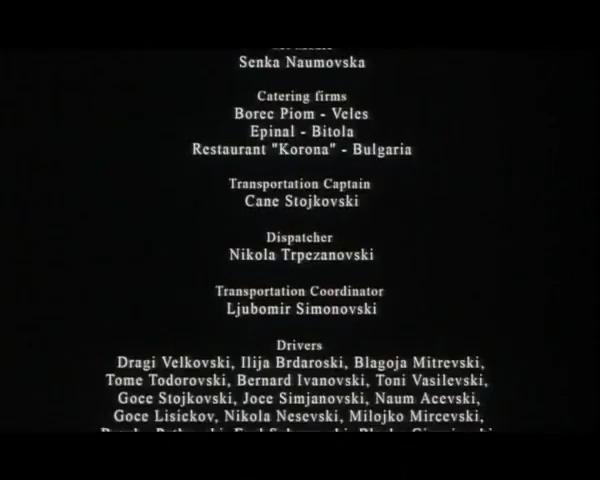 Senka Naumovska
Catering firms
Borec Piom - Veles
Epinal - Bitola
Restaurant "Korona" - Bulgaria
Transportation Captain
Cane Stojkovski
Dispatcher
Nikola Trpezanovski
Transportation Coordinator
Ljubomir Simonovski
Drivers
Dragi Velkovski, Ilija Brdaroski, Blagoja Mitrevski,
Tome Todorovski, Bernard Ivanovski, Toni Vasilevski,
Goce Stojkovski, Joce Simjanovski, Naum Acevski,
Goce Lisickov, Nikola Nesevski, Milojko Mircevski,